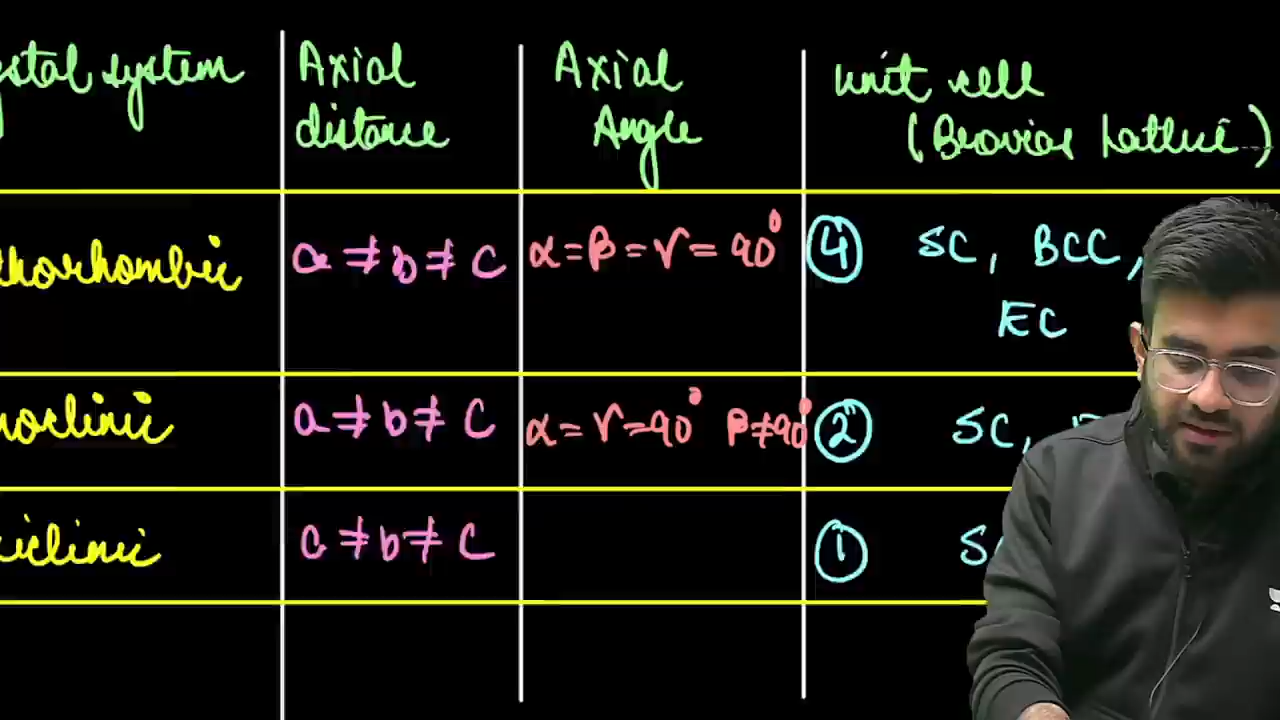 ystal system
Axial distance
Axial Angle
unit cell (Bravias Lattice)
thorhombic
a ≠ b ≠ c
α = β = γ = 90°
④ SC, BCC,
EC
noclinic
a ≠ b ≠ c
α = γ = 90° β ≠ 90°
② SC,
iclinic
a ≠ b ≠ c
① S